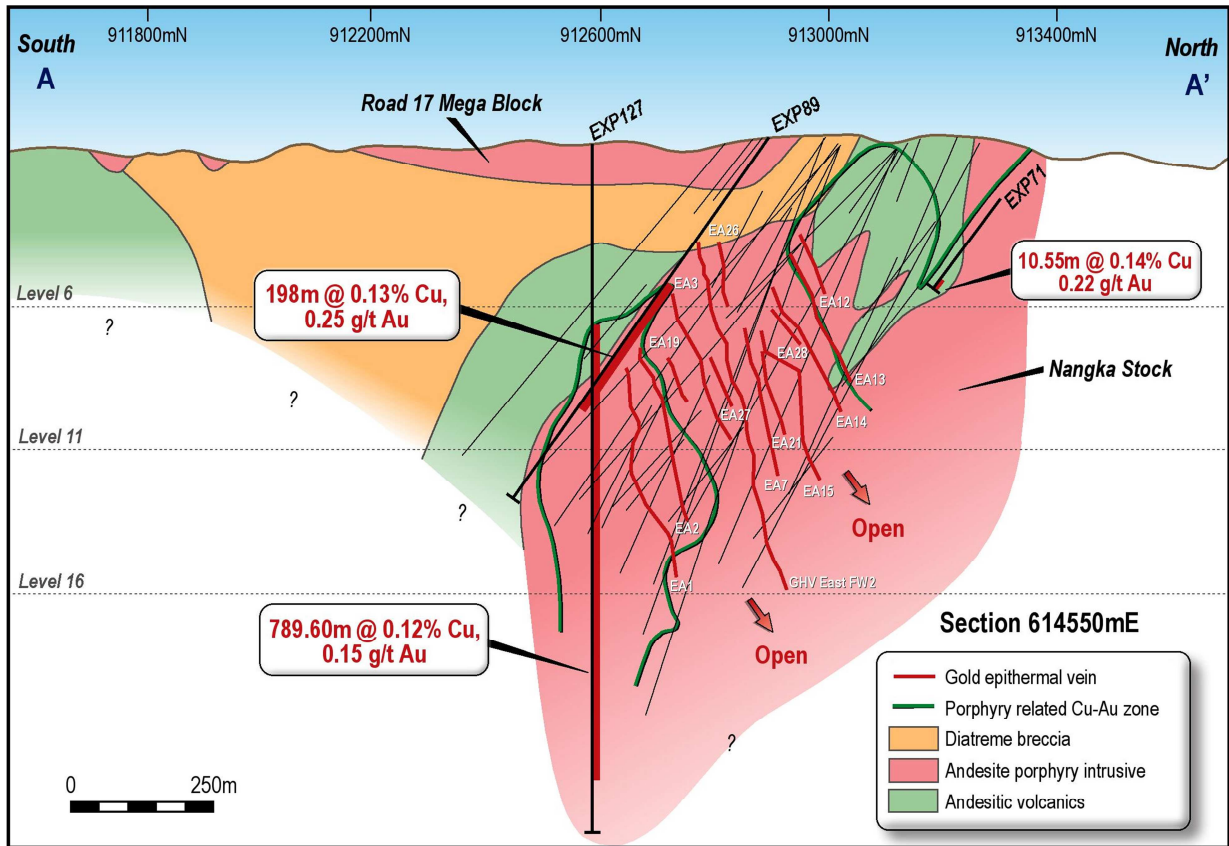 911800mN
912200mN
912600mN
913000mN
913400mN
South
North
A
A'
Road 17 Mega Block
EXP127
EXP89
EXP71
EA26
EA3
EA12
10.55m @ 0.14% Cu
0.22 g/t Au
198m @ 0.13% Cu,
0.25 g/t Au
Level 6
?
EA19
EA28
Nangka Stock
EA13
?
EA27
EA14
EA21
Level 11
EA7
EA15
?
Open
EA2
EA1
GHV East FW2
Level 16
789.60m @ 0.12% Cu,
0.15 g/t Au
Open
?
Section 614550mE
Gold epithermal vein
Porphyry related Cu-Au zone
Diatreme breccia
Andesite porphyry intrusive
Andesitic volcanics
0
250m